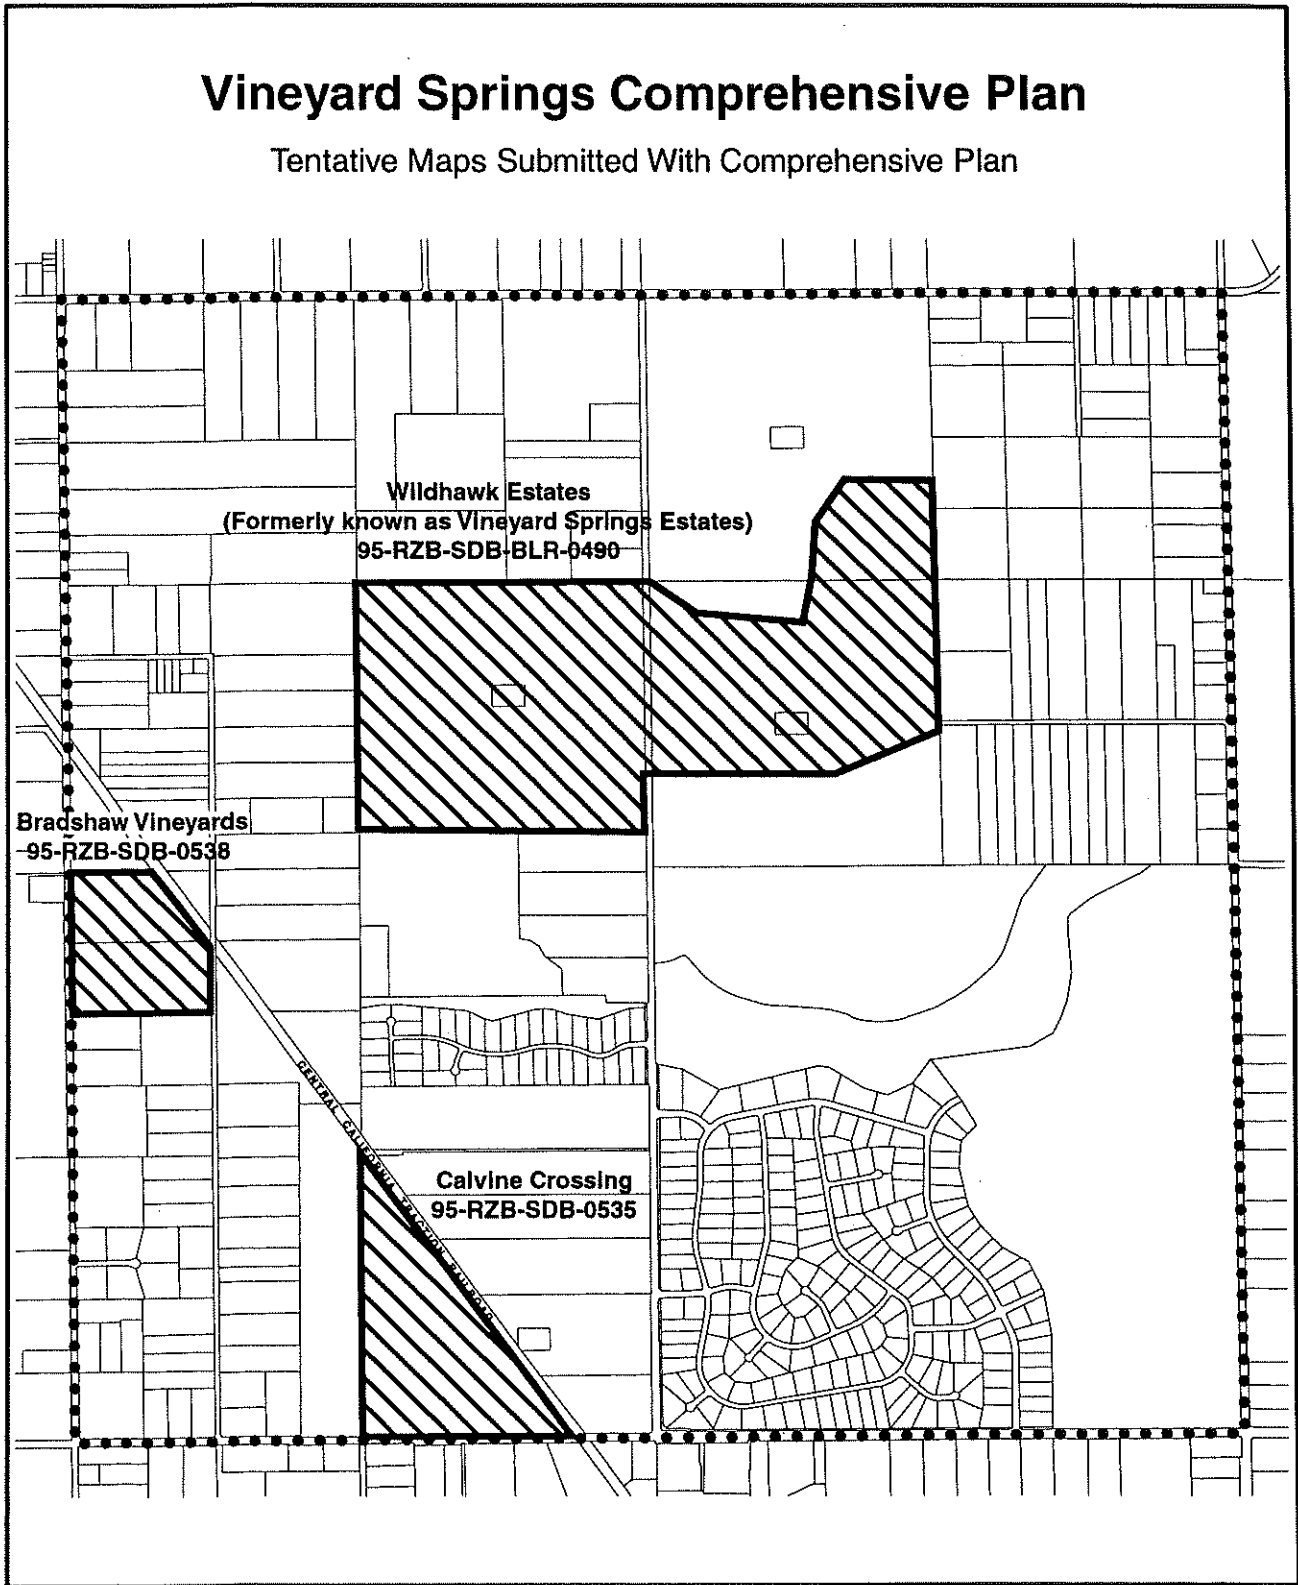 Vineyard Springs Comprehensive Plan
Tentative Maps Submitted With Comprehensive Plan
Wildhawk Estates
(Formerly known as Vineyard Springs Estates)
95-RZB-SDB-BLR-0490
Bradshaw Vineyards
95-RZB-SDB-0538
CENTRAL CALIFORNIA TRACTION RAILROAD
Calvine Crossing
95-RZB-SDB-0535